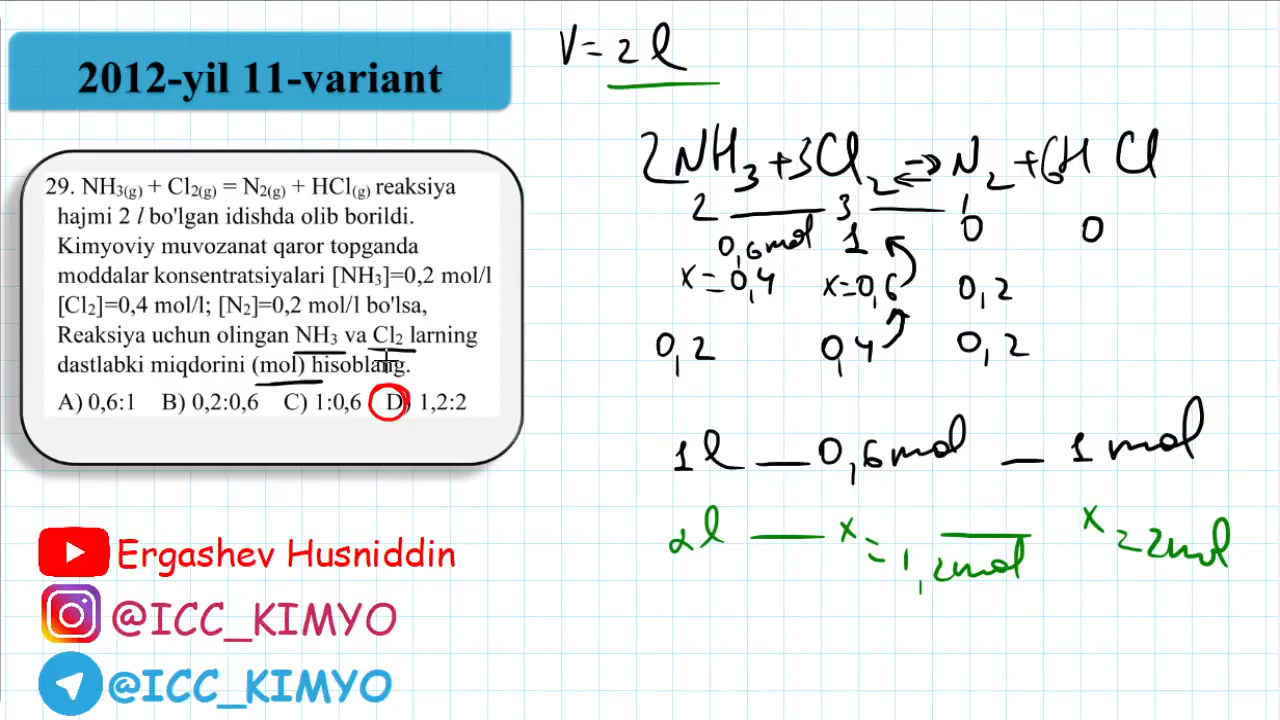 2012-yil 11-variant
29. NH3(g) + Cl2(g) = N2(g) + HCl(g) reaksiya
hajmi 2 l bo'lgan idishda olib borildi.
Kimyoviy muvozanat qaror topganda
moddalar konsentratsiyalari [NH3]=0,2 mol/l
[Cl2]=0,4 mol/l; [N2]=0,2 mol/l bo'lsa,
Reaksiya uchun olingan NH3 va Cl2 larning
dastlabki miqdorini (mol) hisoblang.
A) 0,6:1 B) 0,2:0,6 C) 1:0,6 D) 1,2:2
Ergashev Husniddin
@ICC_KIMYO
@ICC_KIMYO
V = 2 l
2NH3 + 3Cl2 ⇄ N2 + 6HCl
2 — 3 — 1
0,6 mol 1 0 0
x = 0,4 x = 0,6 0,2
0,2 0,4 0,2
1 l — 0,6 mol — 1 mol
2 l — x = 1,2 mol — x = 2 mol